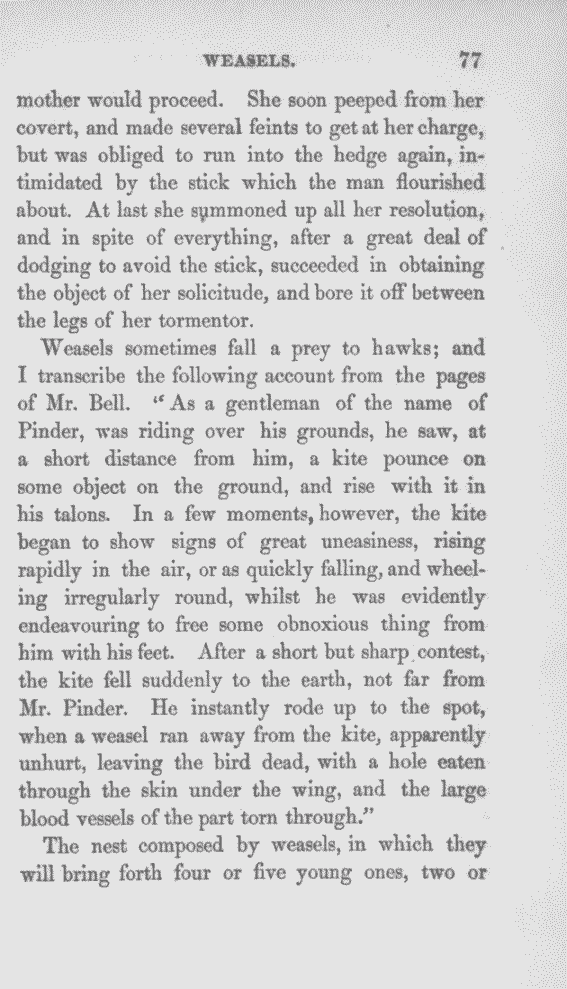 WEASELS. 77
mother would proceed. She soon peeped from her
covert, and made several feints to get at her charge,
but was obliged to run into the hedge again, in-
timidated by the stick which the man flourished
about. At last she summoned up all her resolution,
and in spite of everything, after a great deal of
dodging to avoid the stick, succeeded in obtaining
the object of her solicitude, and bore it off between
the legs of her tormentor.
Weasels sometimes fall a prey to hawks; and
I transcribe the following account from the pages
of Mr. Bell. “As a gentleman of the name of
Pinder, was riding over his grounds, he saw, at
a short distance from him, a kite pounce on
some object on the ground, and rise with it in
his talons. In a few moments, however, the kite
began to show signs of great uneasiness, rising
rapidly in the air, or as quickly falling, and wheel-
ing irregularly round, whilst he was evidently
endeavouring to free some obnoxious thing from
him with his feet. After a short but sharp contest,
the kite fell suddenly to the earth, not far from
Mr. Pinder. He instantly rode up to the spot,
when a weasel ran away from the kite, apparently
unhurt, leaving the bird dead, with a hole eaten
through the skin under the wing, and the large
blood vessels of the part torn through.”
The nest composed by weasels, in which they
will bring forth four or five young ones, two or